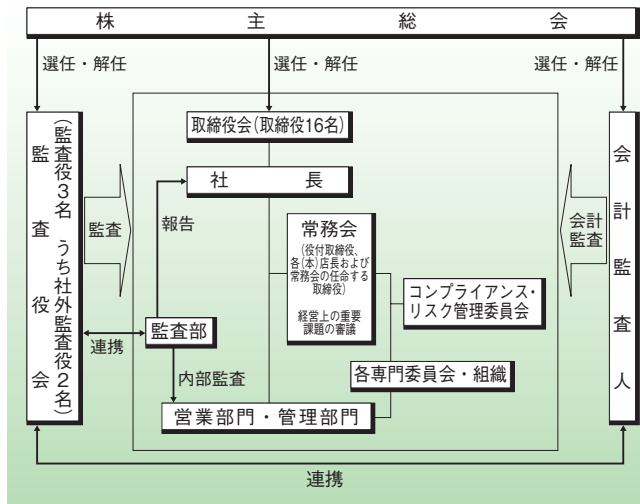 株主総会
選任・解任
選任・解任
選任・解任
取締役会(取締役16名)
社長
監査役会
(監査役3名 うち社外監査役2名)
監査
報告
常務会
(役付取締役、
各(本)店長および
常務会の任命する
取締役)
経営上の重要
課題の審議
会計
監査
会計監査人
コンプライアンス・
リスク管理委員会
監査部
連携
内部監査
各専門委員会・組織
営業部門・管理部門
連携